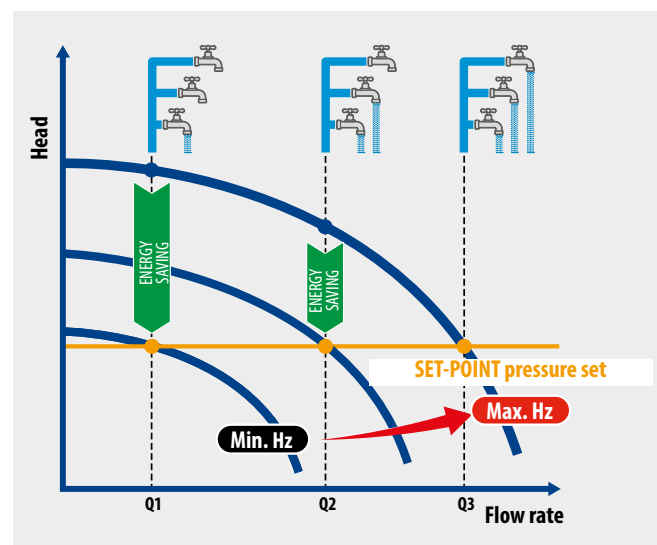 Head
ENERGY
SAVING
ENERGY
SAVING
SET-POINT pressure set
Max. Hz
Min. Hz
Q1
Q2
Q3
Flow rate